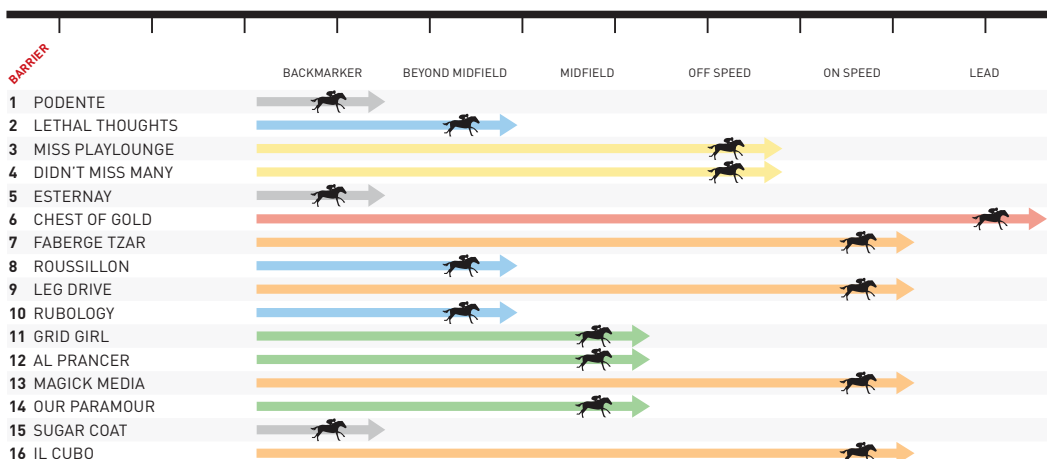 BARRIER
BACKMARKER BEYOND MIDFIELD MIDFIELD OFF SPEED ON SPEED LEAD
1 PODENTE
2 LETHAL THOUGHTS
3 MISS PLAYLOUNGE
4 DIDN'T MISS MANY
5 ESTERNAY
6 CHEST OF GOLD
7 FABERGE TZAR
8 ROUSSILLON
9 LEG DRIVE
10 RUBOLOGY
11 GRID GIRL
12 AL PRANCER
13 MAGICK MEDIA
14 OUR PARAMOUR
15 SUGAR COAT
16 IL CUBO